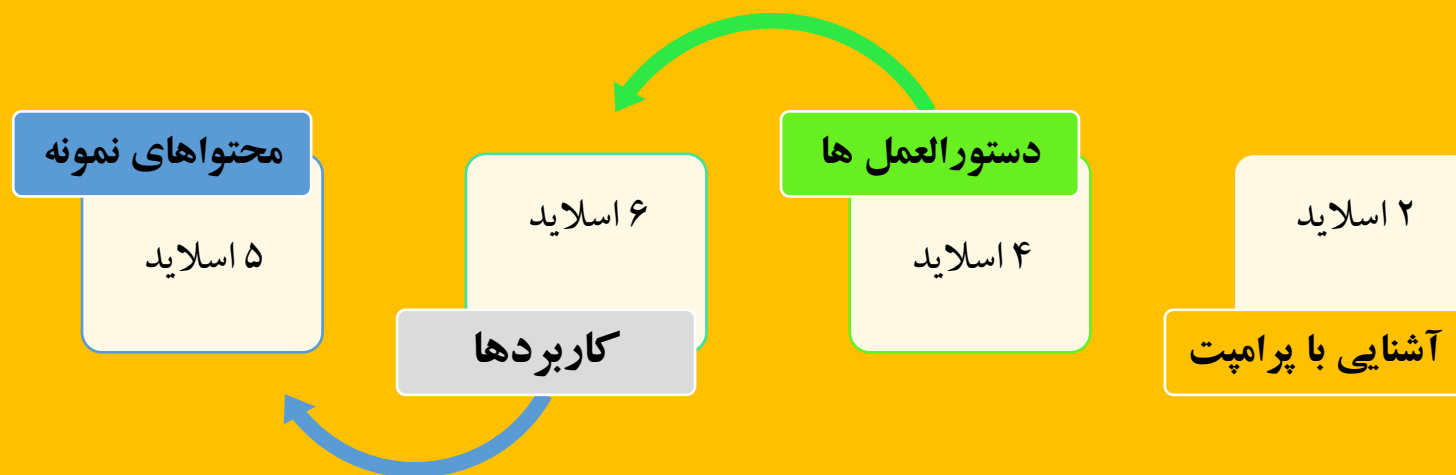 ۲ اسلاید
آشنایی با پرامپت
دستورالعمل ها
۴ اسلاید
۶ اسلاید
کاربردها
محتواهای نمونه
۵ اسلاید